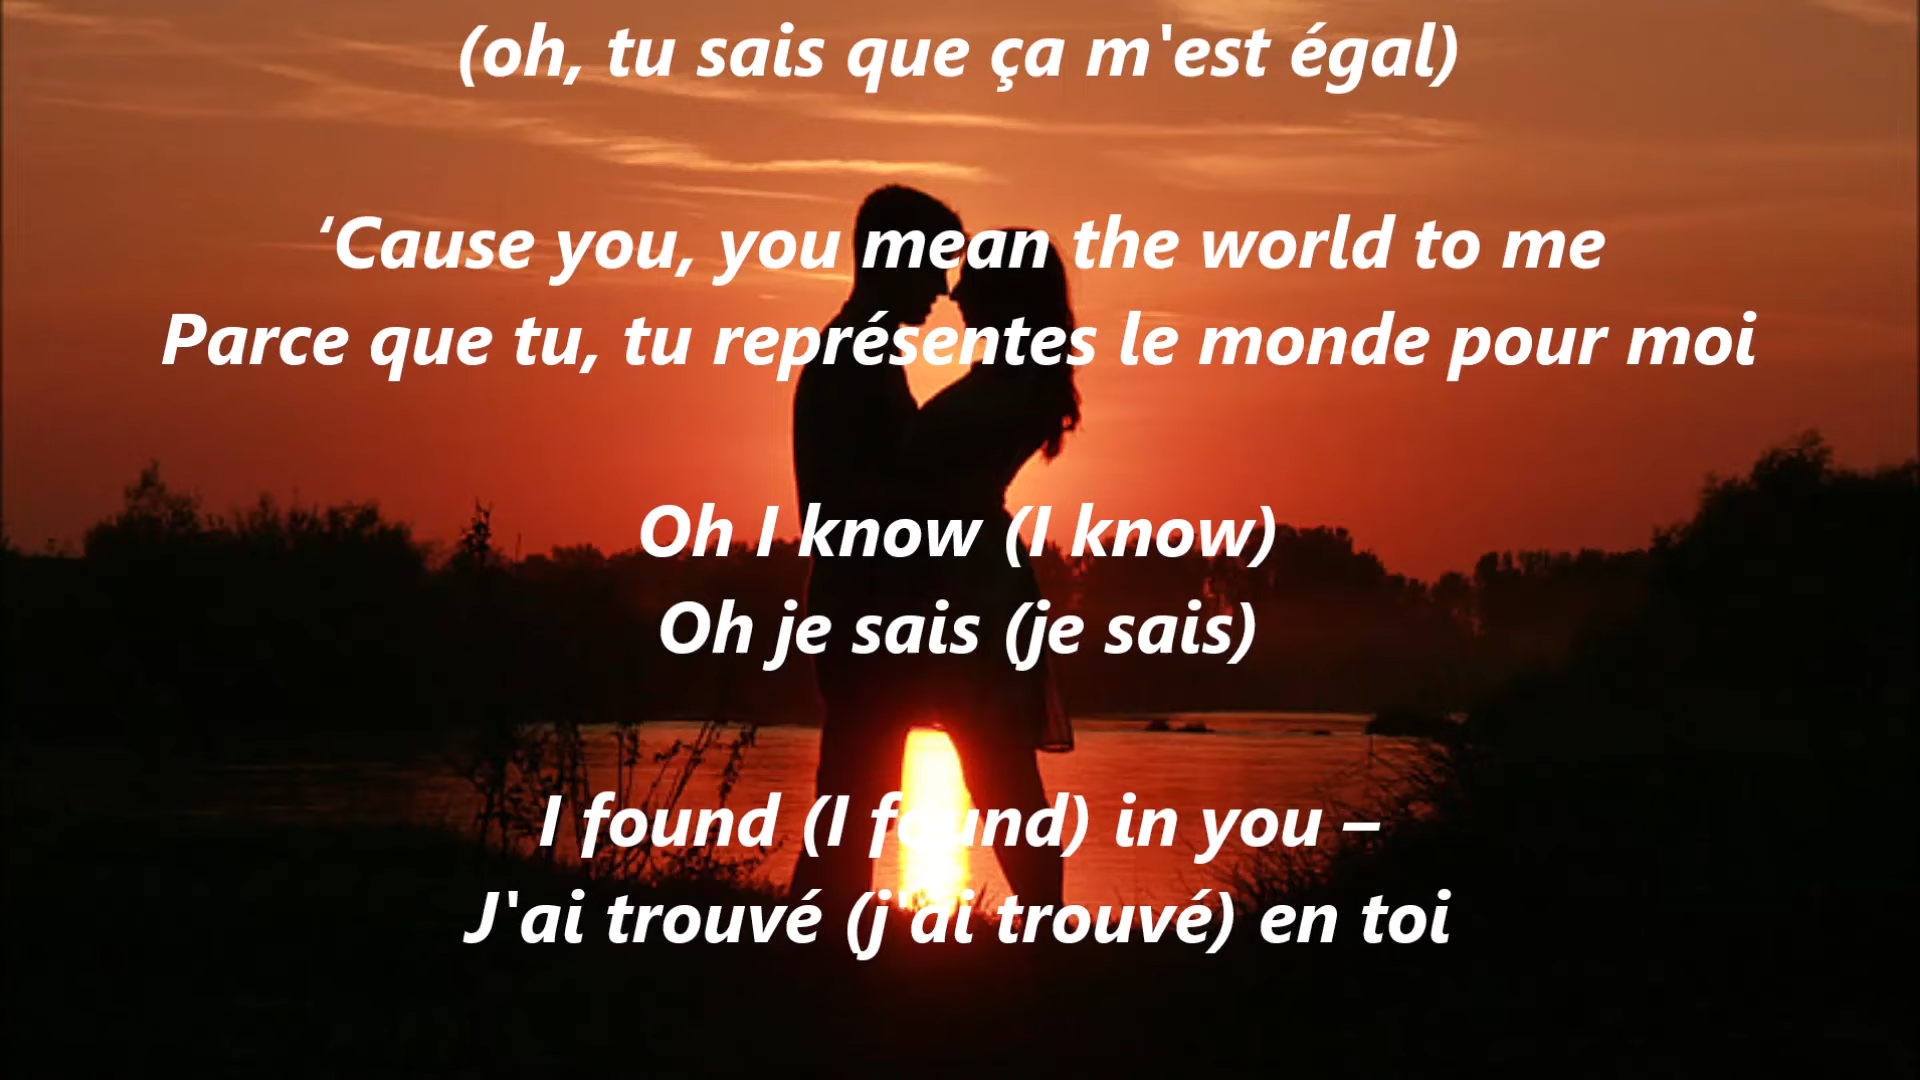 (oh, tu sais que ça m'est égal)
‘Cause you, you mean the world to me
Parce que tu, tu représentes le monde pour moi
Oh I know (I know)
Oh je sais (je sais)
I found (I found) in you –
J'ai trouvé (j'ai trouvé) en toi